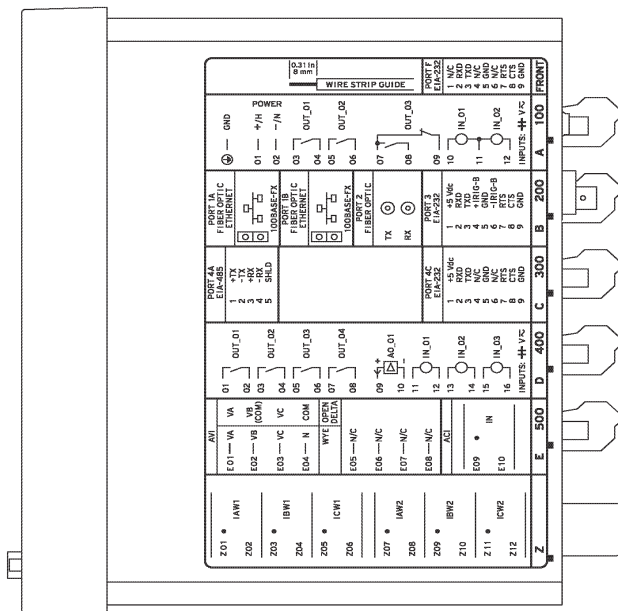 0.31 in
8 mm
WIRE STRIP GUIDE
PORT F
EIA-232
1 N/C
2 RXD
3 TXD
4 N/C
5 GND
6 N/C
7 RTS
8 CTS
9 GND
FRONT
GND
POWER
01 +/H
02 -/N
03 OUT_01
04
05 OUT_02
06
07 OUT_03
08
09
10 IN_01
11
12 IN_02
INPUTS: V
A 100
PORT 1A
FIBER OPTIC
ETHERNET
100BASE-FX
PORT 1B
FIBER OPTIC
ETHERNET
100BASE-FX
PORT 2
FIBER OPTIC
TX
RX
PORT 3
EIA-232
1 +5 Vdc
2 RXD
3 TXD
4 +IRIG-B
5 GND
6 -IRIG-B
7 RTS
8 CTS
9 GND
B 200
PORT 4A
EIA-485
1 +TX
2 -TX
3 +RX
4 -RX
5 SHLD
PORT 4C
EIA-232
1 +5 Vdc
2 RXD
3 TXD
4 N/C
5 GND
6 N/C
7 RTS
8 CTS
9 GND
C 300
01 OUT_01
02
03 OUT_02
04
05 OUT_03
06
07 OUT_04
08
09 + AO_01
10 -
11 IN_01
12
13 IN_02
14
15 IN_03
16
INPUTS: V
D 400
AVI
E01 VA VA
E02 VB VB
(COM)
E03 VC VC
E04 N COM
WYE OPEN
DELTA
E05 N/C
E06 N/C
E07 N/C
E08 N/C
ACI
E09 IN
E10
E 500
Z01 IAW1
Z02
Z03 IBW1
Z04
Z05 ICW1
Z06
Z07 IAW2
Z08
Z09 IBW2
Z10
Z11 ICW2
Z12
Z